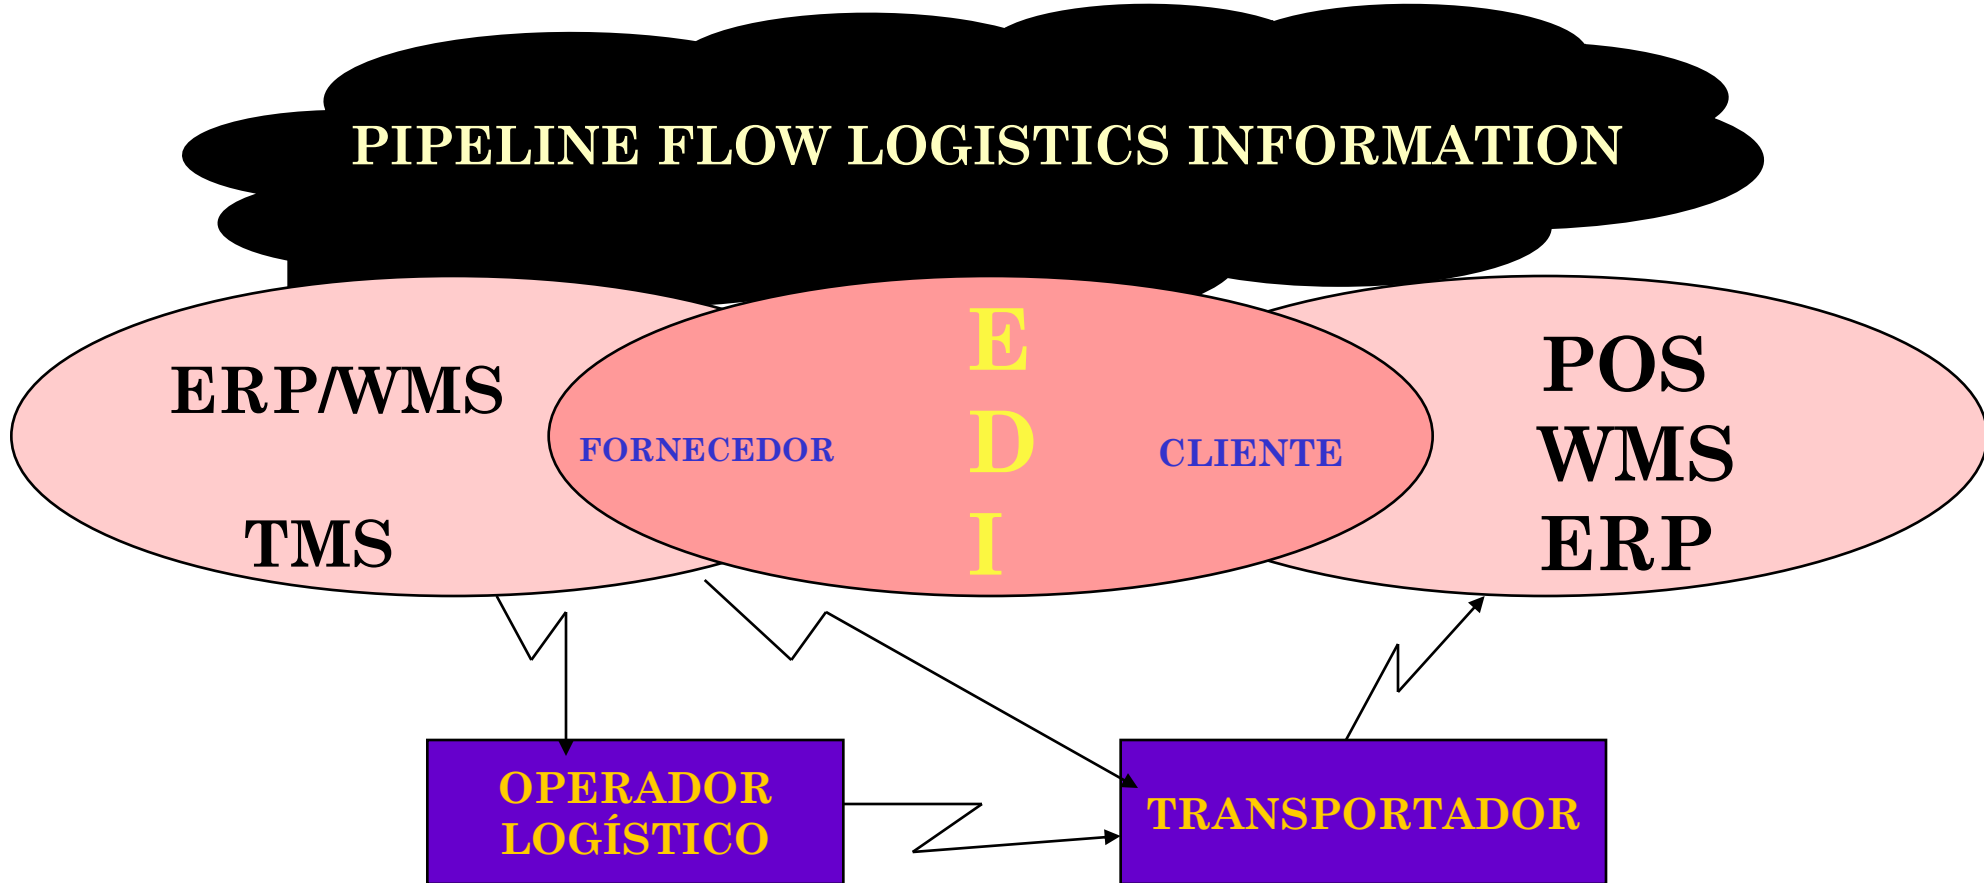 PIPELINE FLOW LOGISTICS INFORMATION
ERP/WMS
TMS
FORNECEDOR
E
D
I
CLIENTE
POS
WMS
ERP
OPERADOR
LOGÍSTICO
TRANSPORTADOR